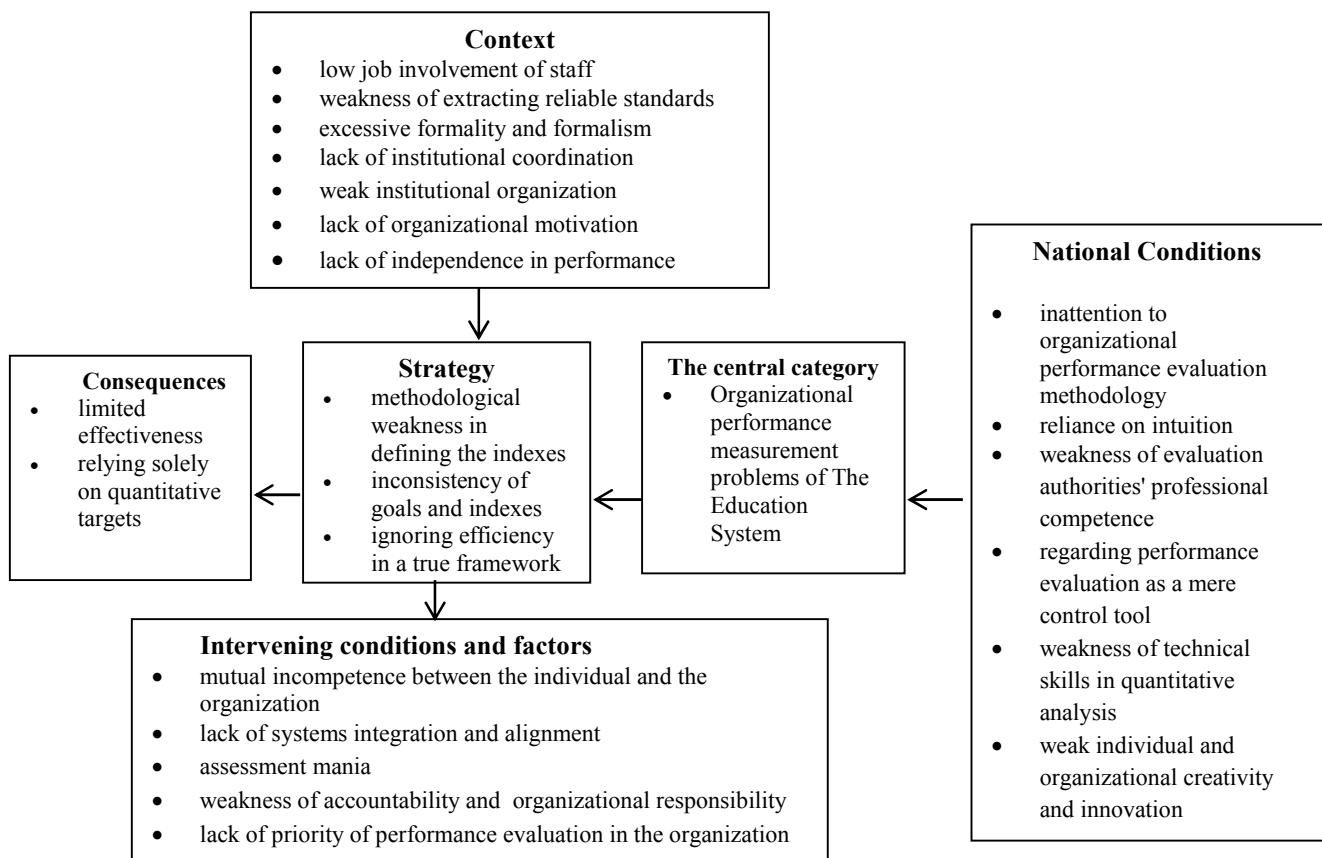 Context
• low job involvement of staff
• weakness of extracting reliable standards
• excessive formality and formalism
• lack of institutional coordination
• weak institutional organization
• lack of organizational motivation
• lack of independence in performance
National Conditions
• inattention to
organizational
performance evaluation
methodology
• reliance on intuition
• weakness of evaluation
authorities' professional
competence
• regarding performance
evaluation as a mere
control tool
• weakness of technical
skills in quantitative
analysis
• weak individual and
organizational creativity
and innovation
The central category
• Organizational
performance
measurement
problems of The
Education
System
Strategy
• methodological
weakness in
defining the indexes
• inconsistency of
goals and indexes
• ignoring efficiency
in a true framework
Consequences
• limited
effectiveness
• relying solely
on quantitative
targets
Intervening conditions and factors
• mutual incompetence between the individual and the
organization
• lack of systems integration and alignment
• assessment mania
• weakness of accountability and organizational responsibility
• lack of priority of performance evaluation in the organization